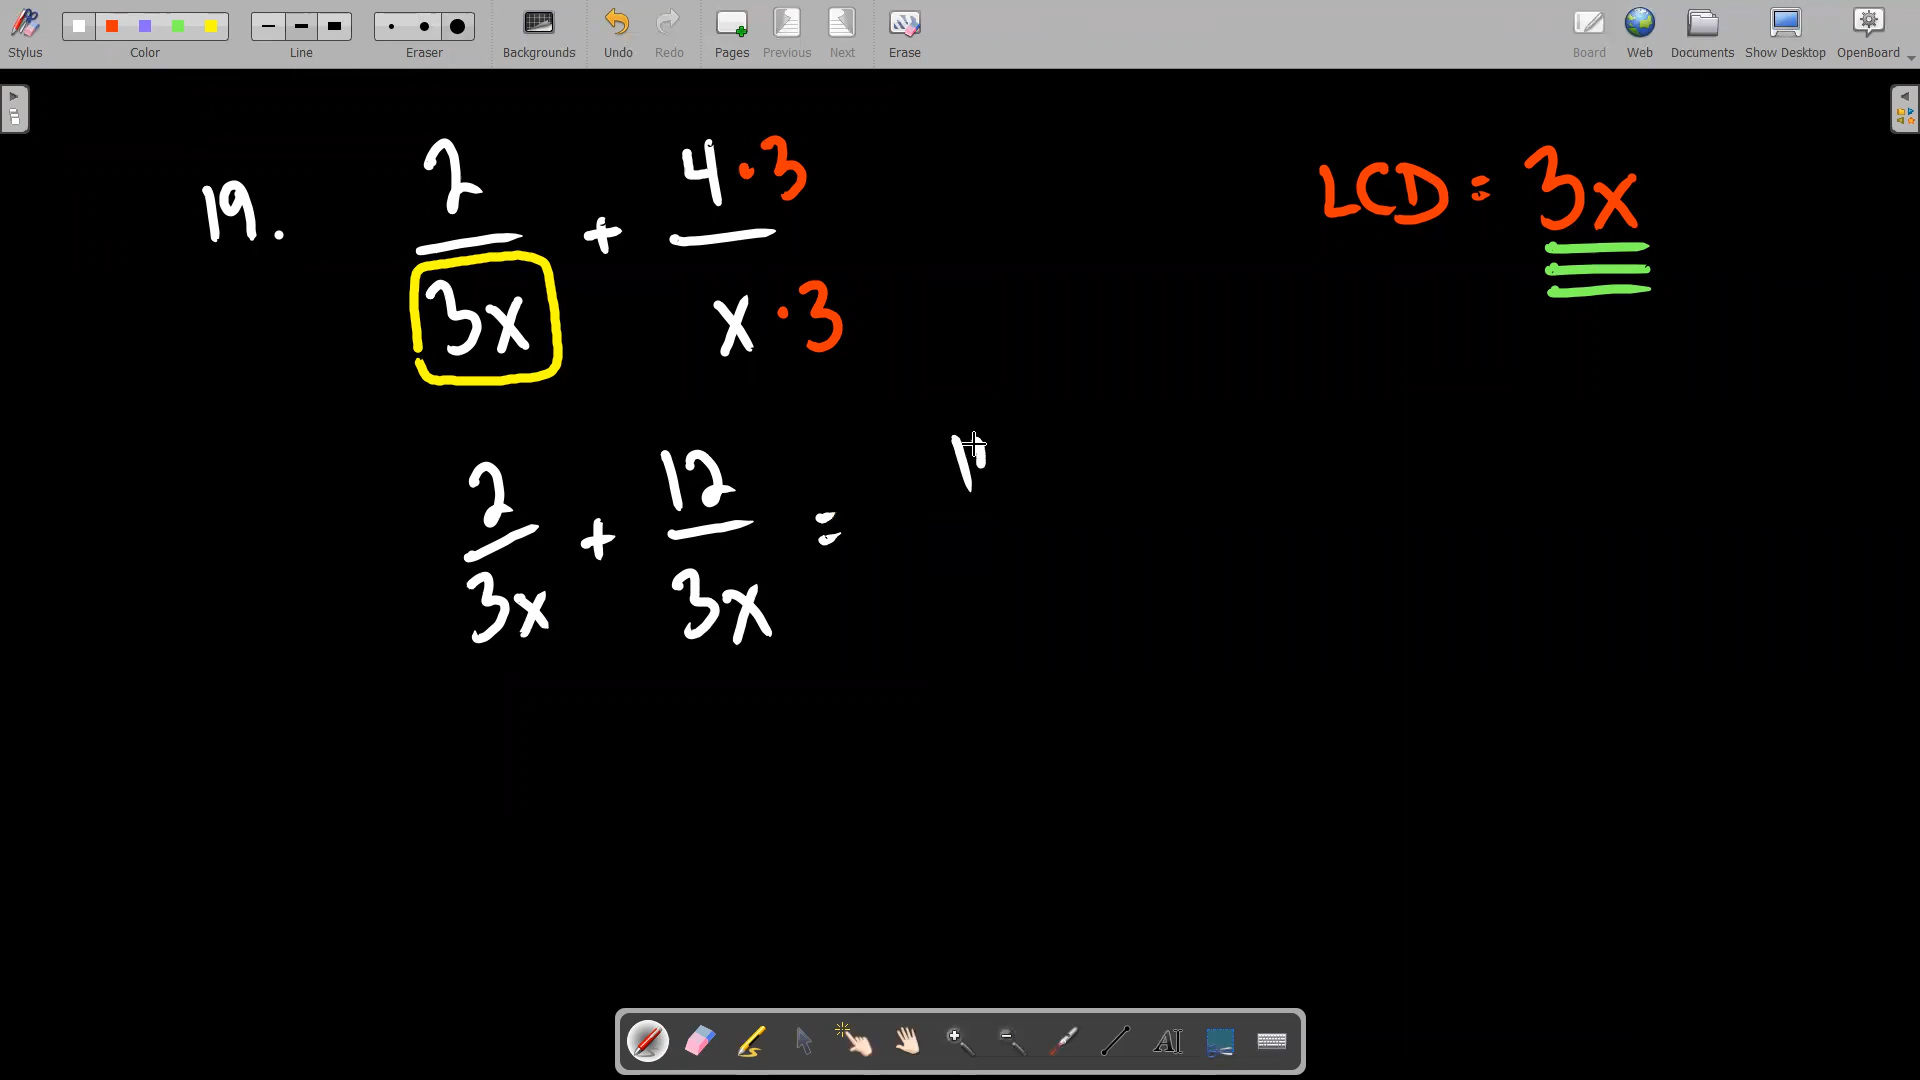 Stylus Color Line Eraser Backgrounds Undo Redo Pages Previous Next Erase Board Web Documents Show Desktop OpenBoard
19. 2/3x + 4·3/x·3
LCD = 3x
2/3x + 12/3x =